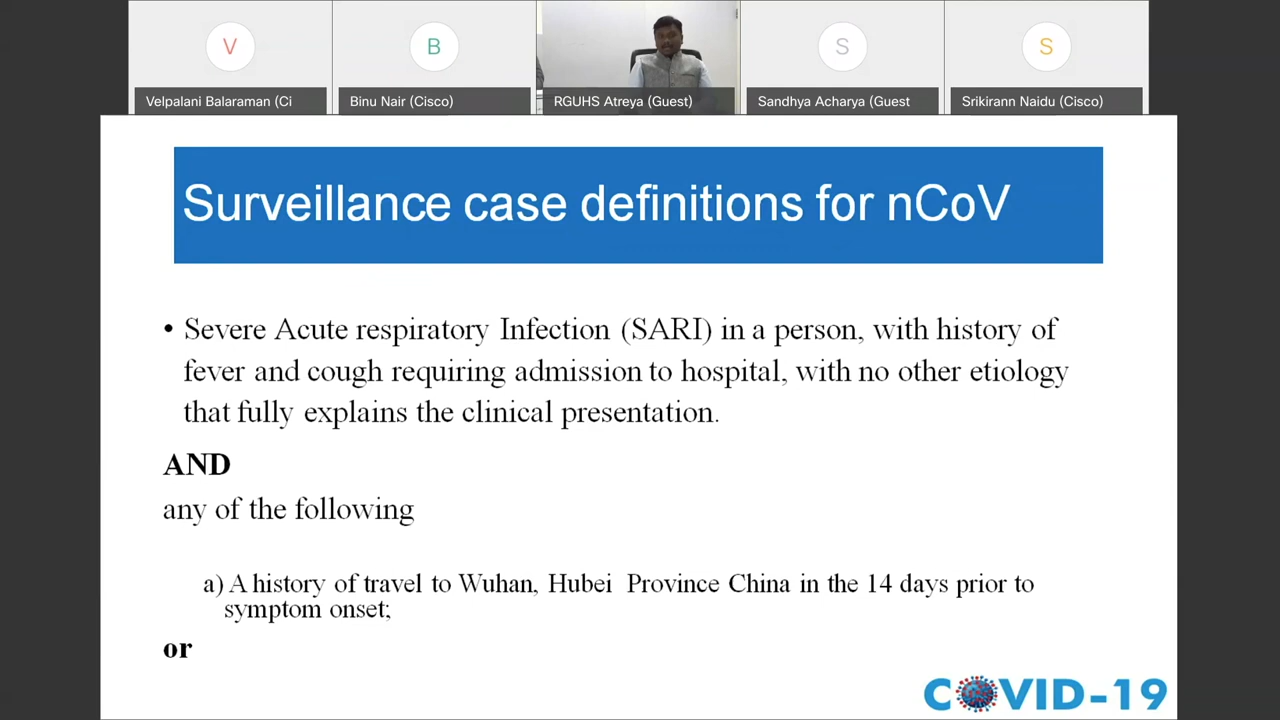 V
B
S
S
Velpalani Balaraman (Ci
Binu Nair (Cisco)
RGUHS Atreya (Guest)
Sandhya Acharya (Guest
Srikirann Naidu (Cisco)
Surveillance case definitions for nCoV
• Severe Acute respiratory Infection (SARI) in a person, with history of
fever and cough requiring admission to hospital, with no other etiology
that fully explains the clinical presentation.
AND
any of the following
a) A history of travel to Wuhan, Hubei Province China in the 14 days prior to
symptom onset;
or
COVID-19